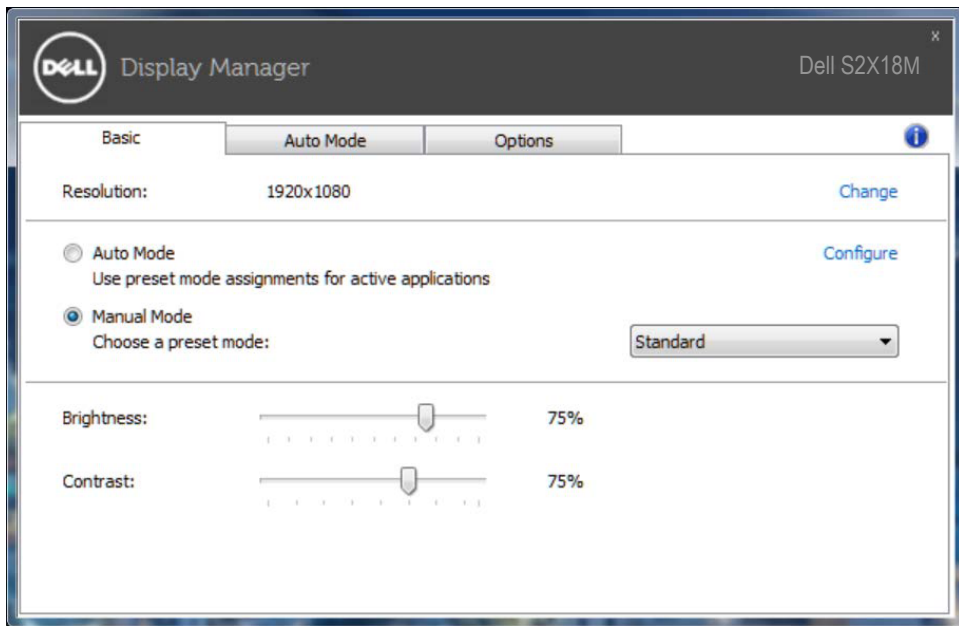 x
DELL Display Manager Dell S2X18M
Basic Auto Mode Options
Resolution: 1920x1080 Change
Auto Mode Configure
Use preset mode assignments for active applications
Manual Mode
Choose a preset mode: Standard
Brightness: 75%
Contrast: 75%